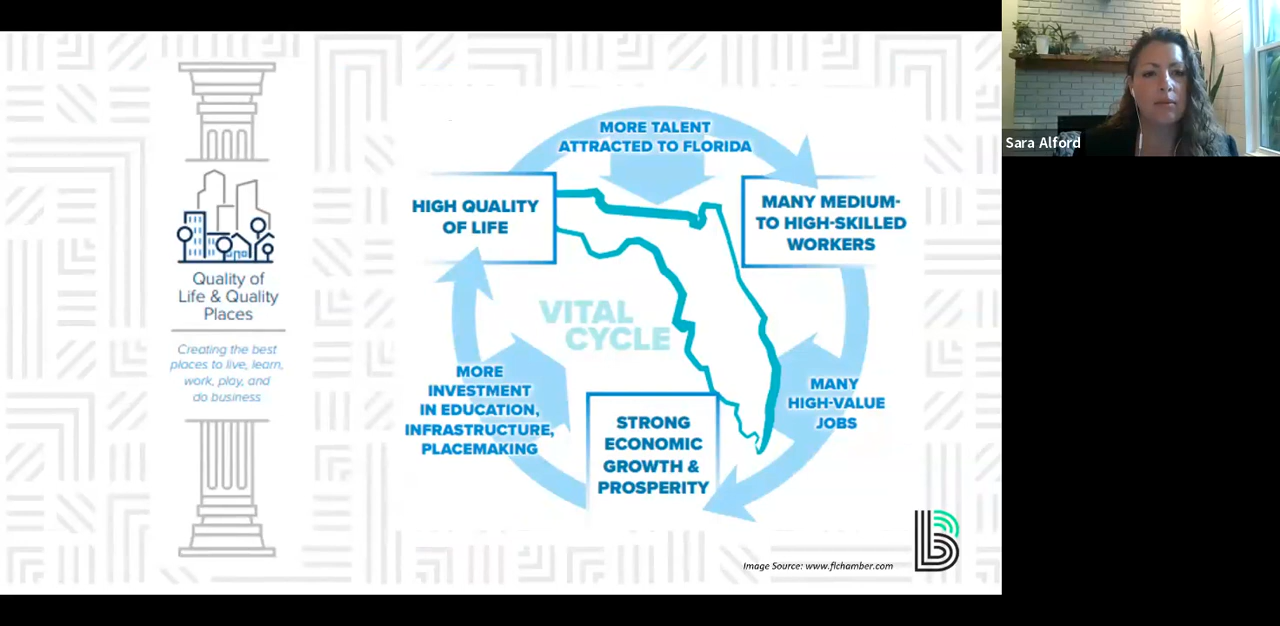 Quality of
Life & Quality
Places
Creating the best
places to live, learn,
work, play, and
do business
MORE TALENT
ATTRACTED TO FLORIDA
HIGH QUALITY
OF LIFE
MANY MEDIUM-
TO HIGH-SKILLED
WORKERS
VITAL
CYCLE
MORE
INVESTMENT
IN EDUCATION,
INFRASTRUCTURE,
PLACEMAKING
STRONG
ECONOMIC
GROWTH &
PROSPERITY
MANY
HIGH-VALUE
JOBS
b
Image Source: www.flchamber.com
Sara Alford